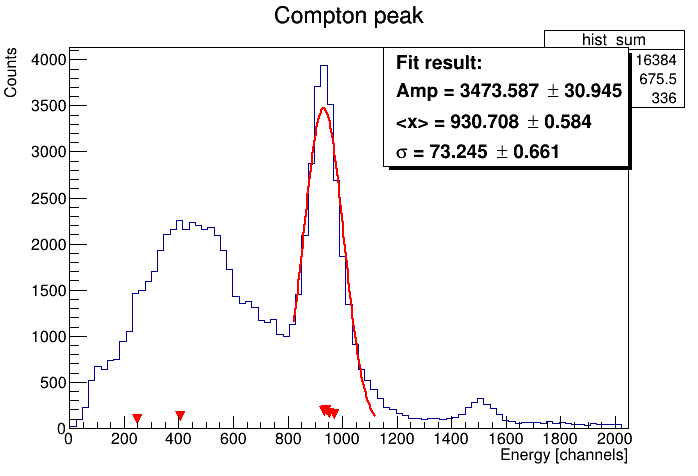 Compton peak
hist_sum
16384
675.5
336
Fit result:
Amp = 3473.587 ± 30.945
<x> = 930.708 ± 0.584
σ = 73.245 ± 0.661
Counts
4000
3500
3000
2500
2000
1500
1000
500
0
0 200 400 600 800 1000 1200 1400 1600 1800 2000
Energy [channels]